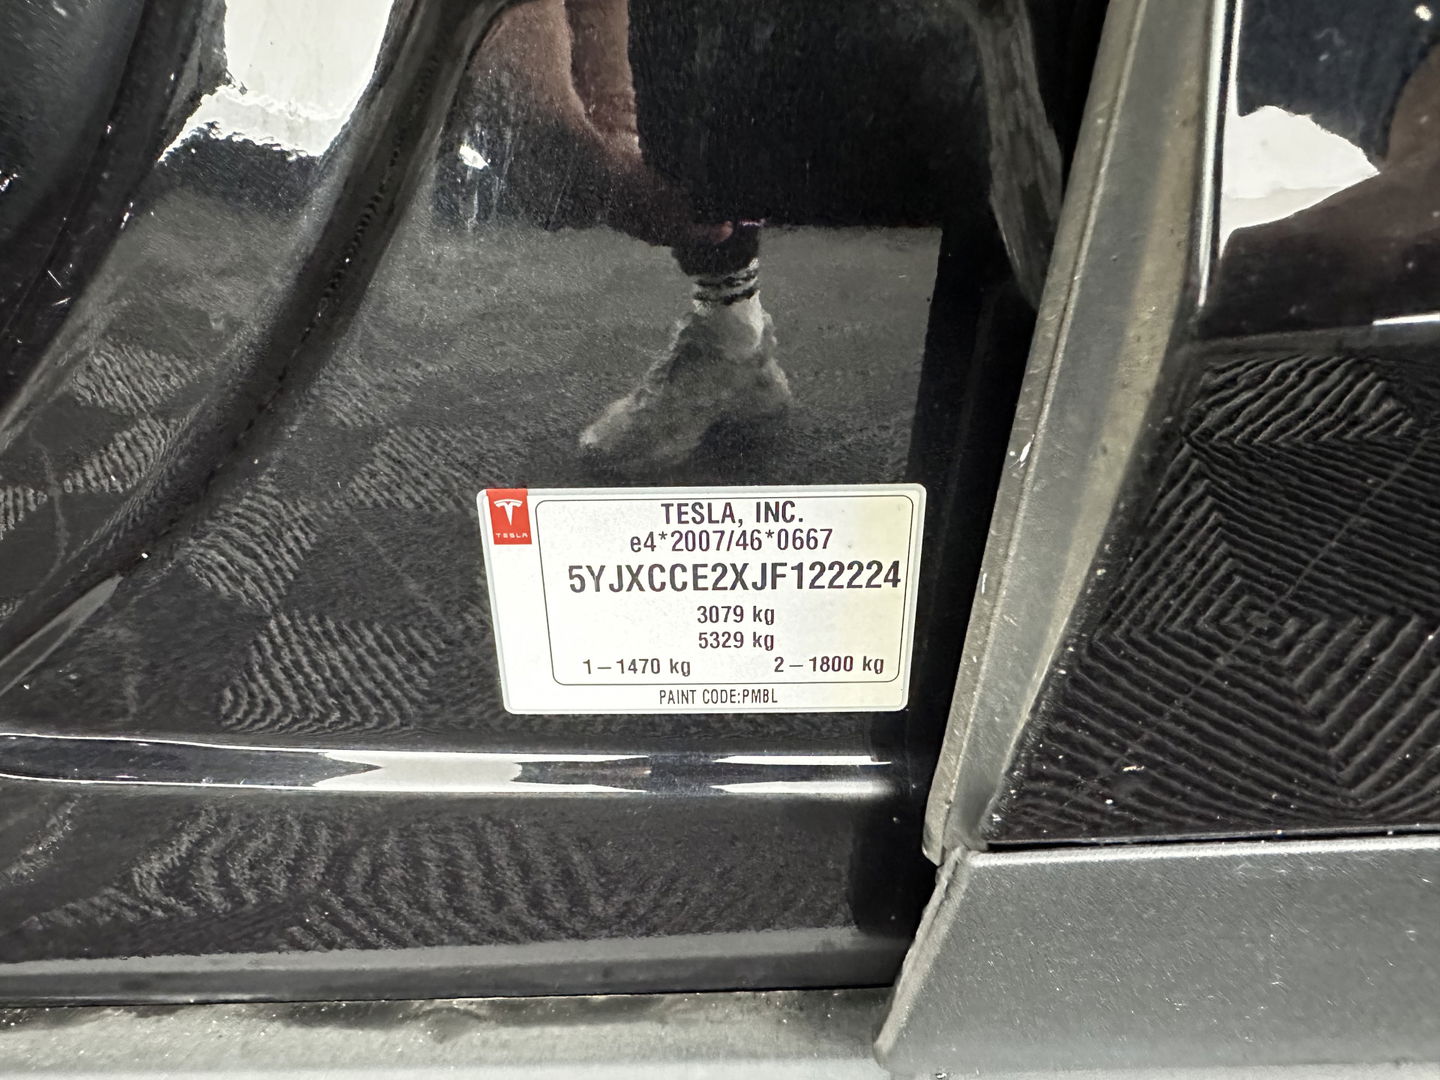 TESLA
TESLA, INC.
e4*2007/46*0667
5YJXCCE2XJF122224
3079 kg
5329 kg
1–1470 kg 2–1800 kg
PAINT CODE:PMBL